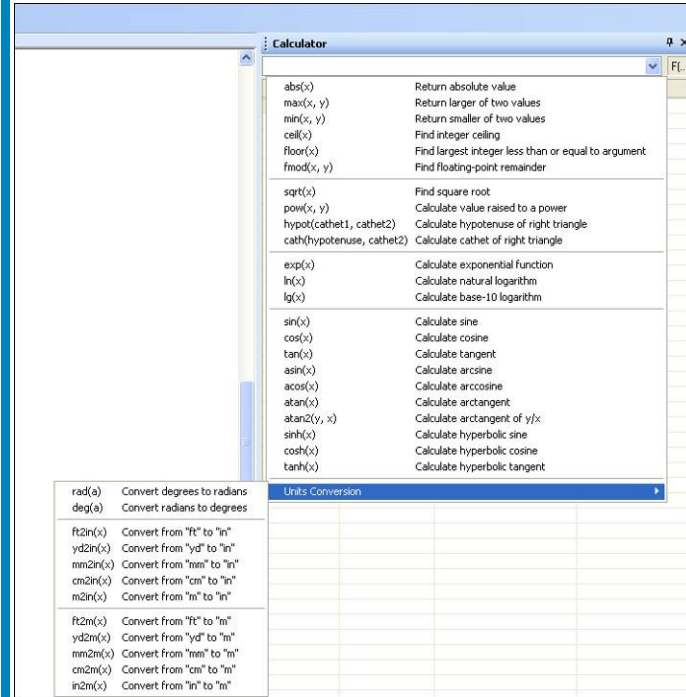 Calculator
F(..
abs(x) Return absolute value
max(x, y) Return larger of two values
min(x, y) Return smaller of two values
ceil(x) Find integer ceiling
floor(x) Find largest integer less than or equal to argument
fmod(x, y) Find floating-point remainder
sqrt(x) Find square root
pow(x, y) Calculate value raised to a power
hypot(cathet1, cathet2) Calculate hypotenuse of right triangle
cath(hypotenuse, cathet2) Calculate cathet of right triangle
exp(x) Calculate exponential function
ln(x) Calculate natural logarithm
lg(x) Calculate base-10 logarithm
sin(x) Calculate sine
cos(x) Calculate cosine
tan(x) Calculate tangent
asin(x) Calculate arcsine
acos(x) Calculate arccosine
atan(x) Calculate arctangent
atan2(y, x) Calculate arctangent of y/x
sinh(x) Calculate hyperbolic sine
cosh(x) Calculate hyperbolic cosine
tanh(x) Calculate hyperbolic tangent
Units Conversion
rad(a) Convert degrees to radians
deg(a) Convert radians to degrees
ft2in(x) Convert from "ft" to "in"
yd2in(x) Convert from "yd" to "in"
mm2in(x) Convert from "mm" to "in"
cm2in(x) Convert from "cm" to "in"
m2in(x) Convert from "m" to "in"
ft2m(x) Convert from "ft" to "m"
yd2m(x) Convert from "yd" to "m"
mm2m(x) Convert from "mm" to "m"
cm2m(x) Convert from "cm" to "m"
in2m(x) Convert from "in" to "m"